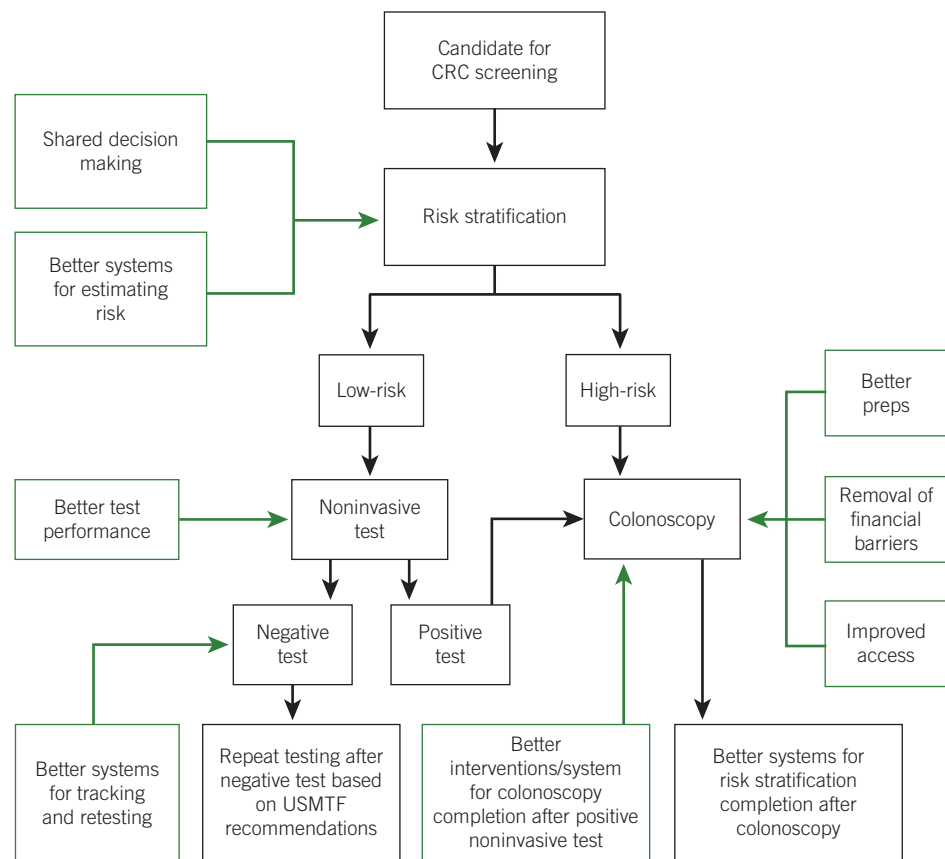 Candidate for
CRC screening
Shared decision
making
Risk stratification
Better systems
for estimating
risk
Low-risk
High-risk
Better
preps
Better test
performance
Noninvasive
test
Colonoscopy
Removal of
financial
barriers
Negative
test
Positive
test
Improved
access
Better systems
for tracking
and retesting
Repeat testing after
negative test based
on USMTF
recommendations
Better
interventions/system
for colonoscopy
completion after positive
noninvasive test
Better systems for
risk stratification
completion after
colonoscopy